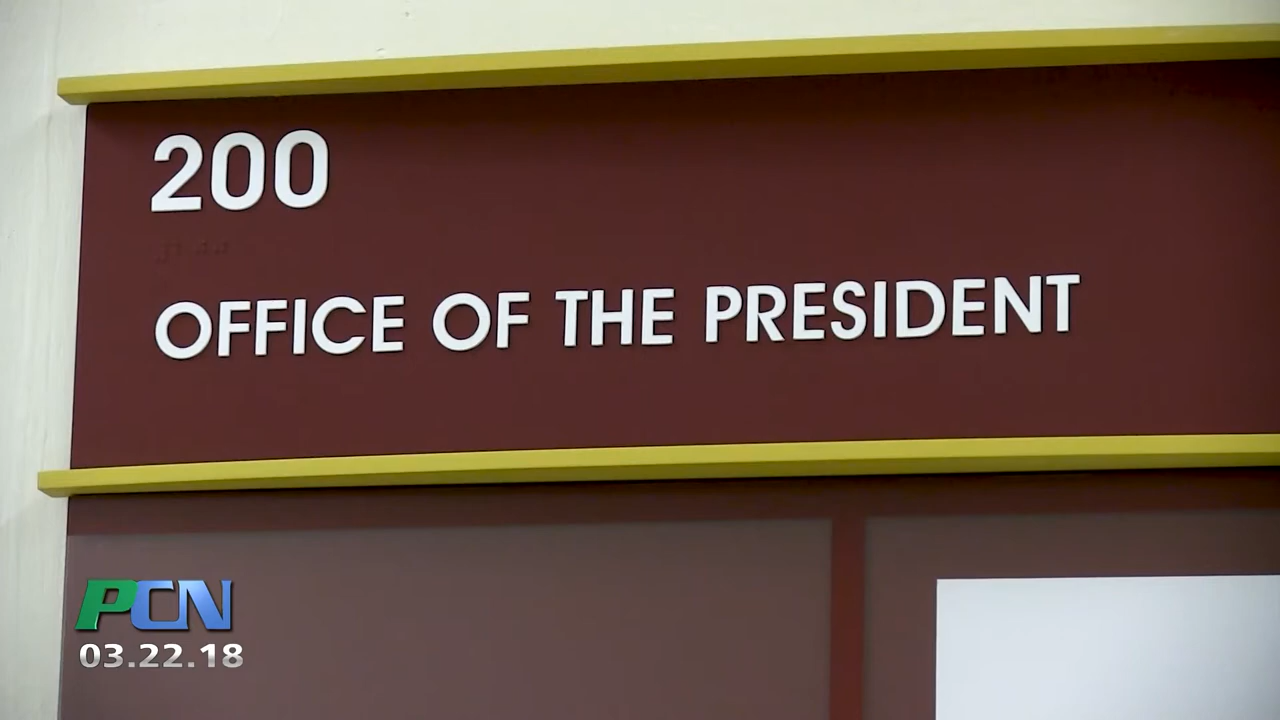 200
OFFICE OF THE PRESIDENT
PCN
03.22.18